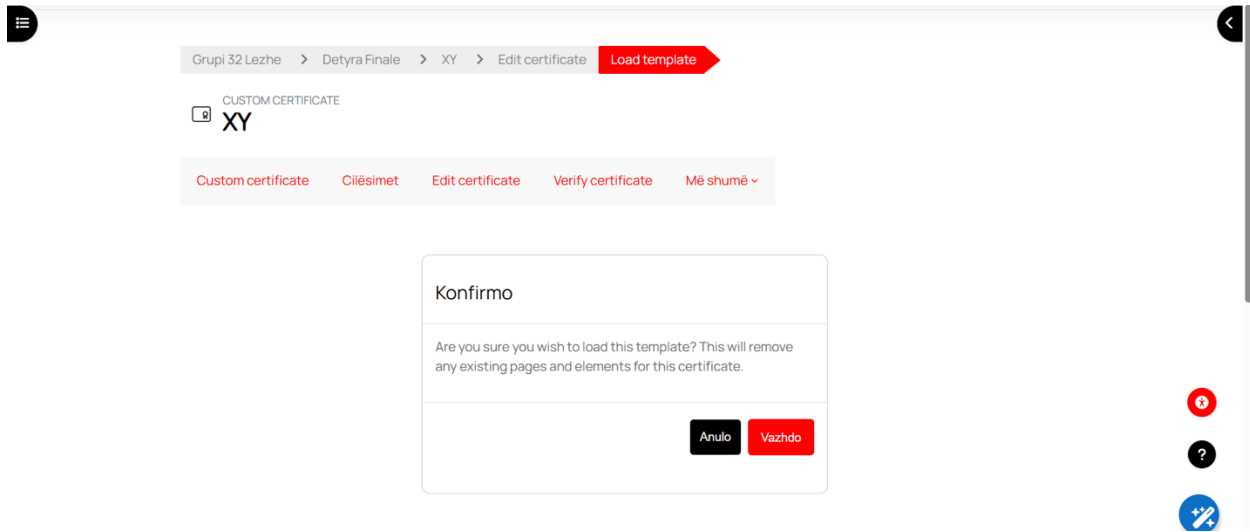 Grupi 32 Lezhe > Detyra Finale > XY > Edit certificate Load template
CUSTOM CERTIFICATE
XY
Custom certificate Cilësimet Edit certificate Verify certificate Më shumë
Konfirmo
Are you sure you wish to load this template? This will remove
any existing pages and elements for this certificate.
Anulo Vazhdo
?